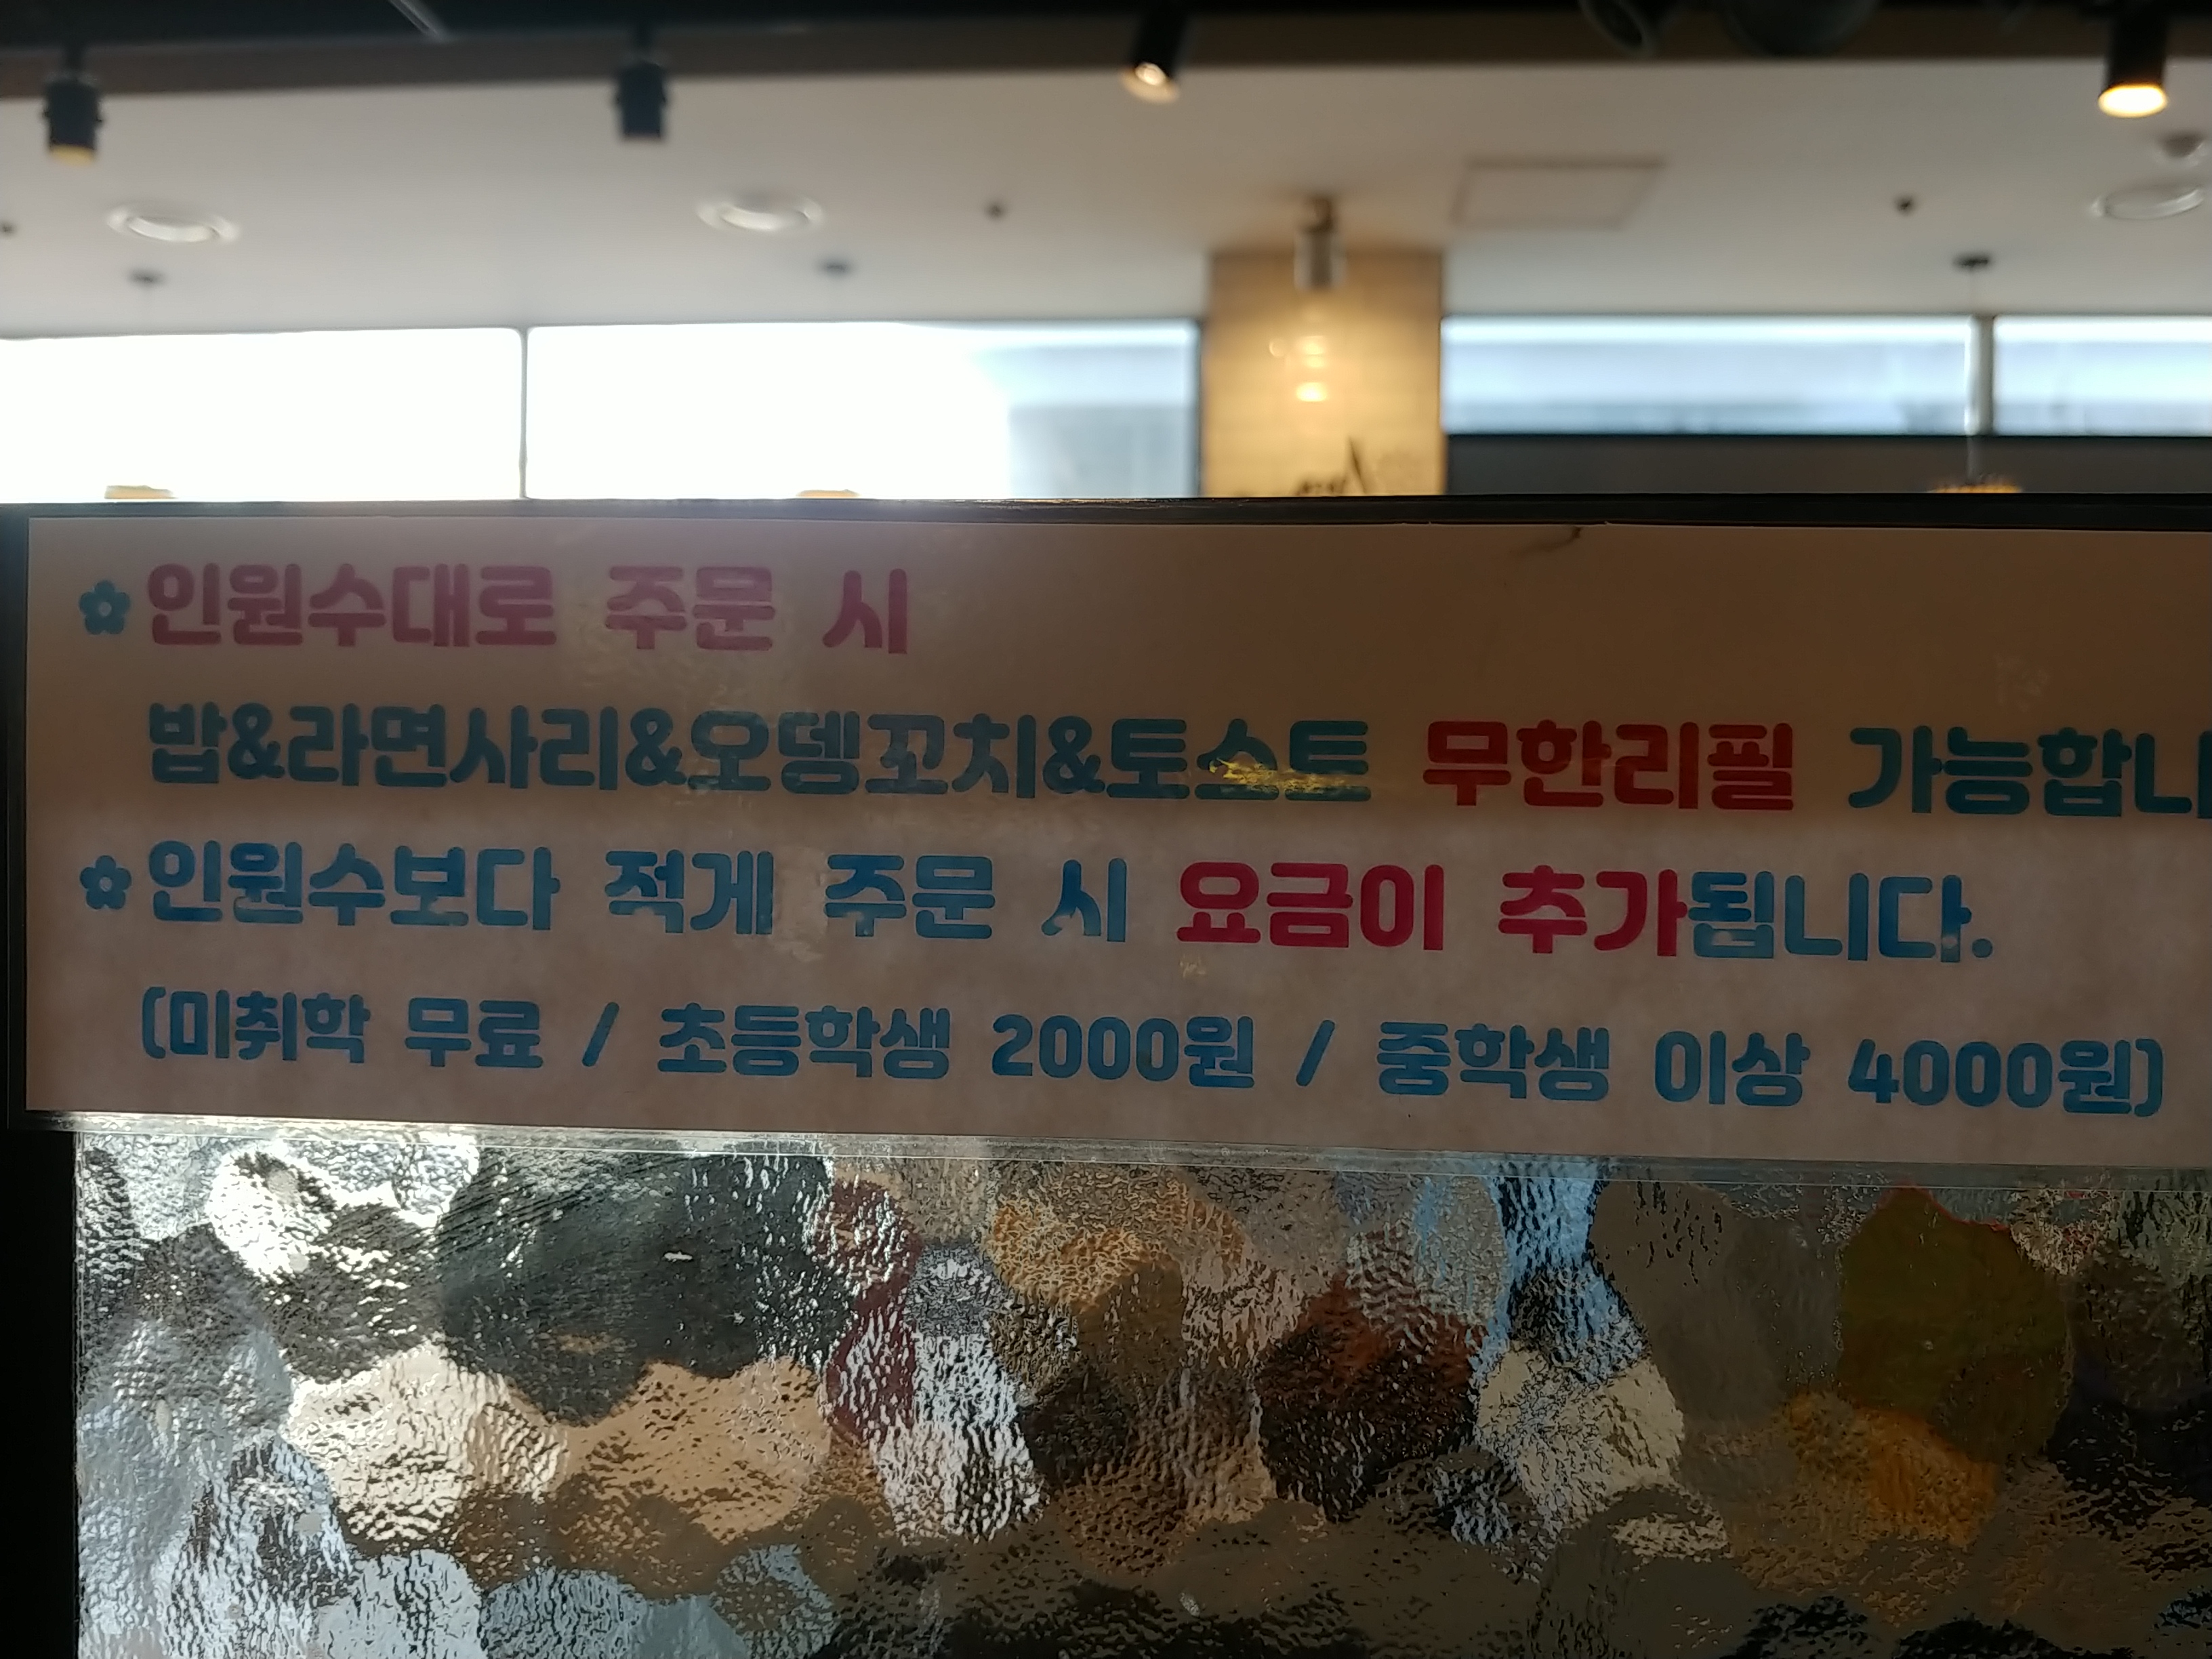 ✿인원수대로 주문 시
밥&라면사리&오뎅꼬치&토스트 무한리필 가능합니
✿인원수보다 적게 주문 시 요금이 추가됩니다.
(미취학 무료 / 초등학생 2000원 / 중학생 이상 4000원)